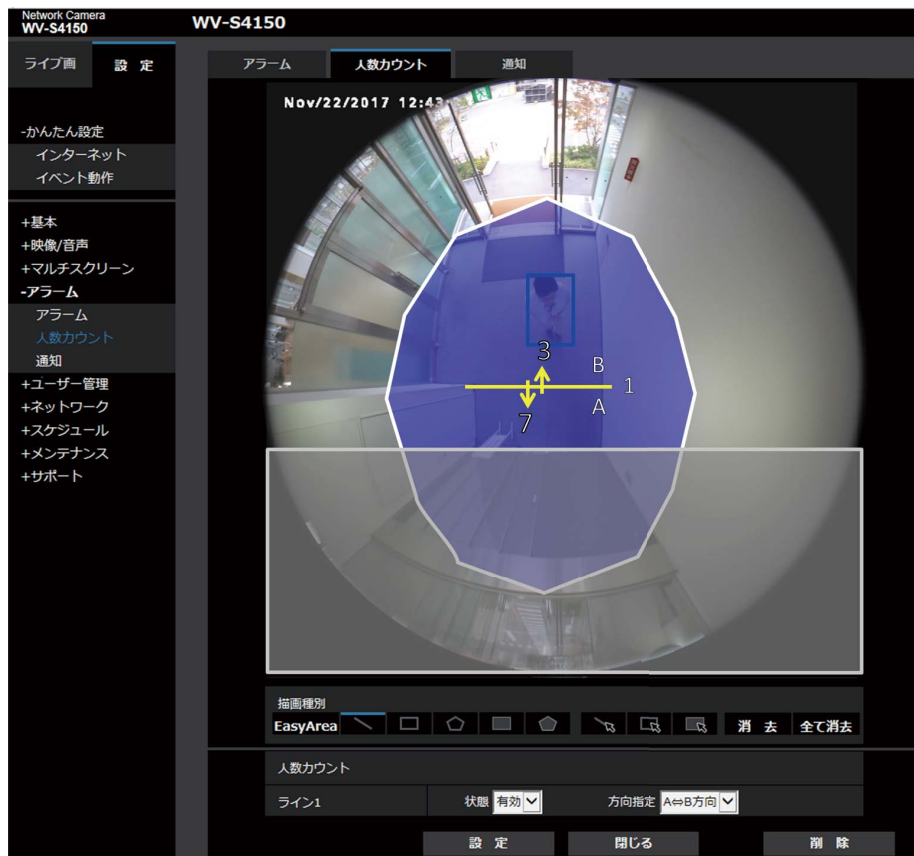 Network Camera
WV-S4150
WV-S4150
ライブ画
設 定
アラーム
人数カウント
通知
-かんたん設定
インターネット
イベント動作
+基本
+映像/音声
+マルチスクリーン
-アラーム
アラーム
人数カウント
通知
+ユーザー管理
+ネットワーク
+スケジュール
+メンテナンス
+サポート
Nov/22/2017 12:43
3
B
1
A
7
描画種別
EasyArea
消 去
全て消去
人数カウント
ライン1
状態 有効
方向指定 A⇔B方向
設 定
閉じる
削 除